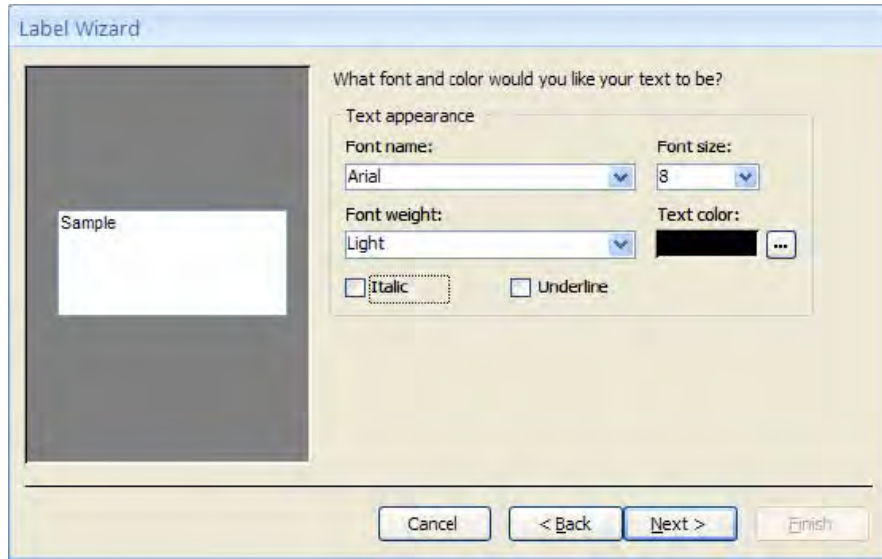 Label Wizard
What font and color would you like your text to be?
Text appearance
Font name: Font size:
Arial 8
Sample
Font weight: Text color:
Light ...
Italic Underline
Cancel < Back Next > Finish